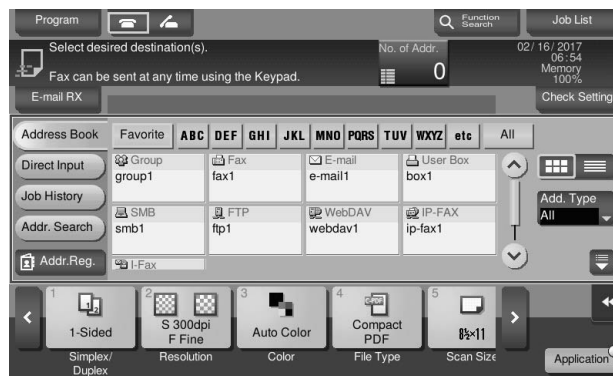 Program
Function
Search
Job List
Select desired destination(s).
Fax can be sent at any time using the Keypad.
No. of Addr.
0
02/16/2017
06:54
Memory
100%
E-mail RX
Check Setting
Address Book
Favorite
ABC
DEF
GHI
JKL
MNO
PQRS
TUV
WXYZ
etc
All
Direct Input
Job History
Addr. Search
Addr.Reg.
Group
group1
Fax
fax1
E-mail
e-mail1
User Box
box1
SMB
smb1
FTP
ftp1
WebDAV
webdav1
IP-FAX
ip-fax1
I-Fax
Add. Type
All
1
1-Sided
Simplex/
Duplex
2
S 300dpi
F Fine
Resolution
3
Auto Color
Color
4
Compact
PDF
File Type
5
8½×11
Scan Size
Application